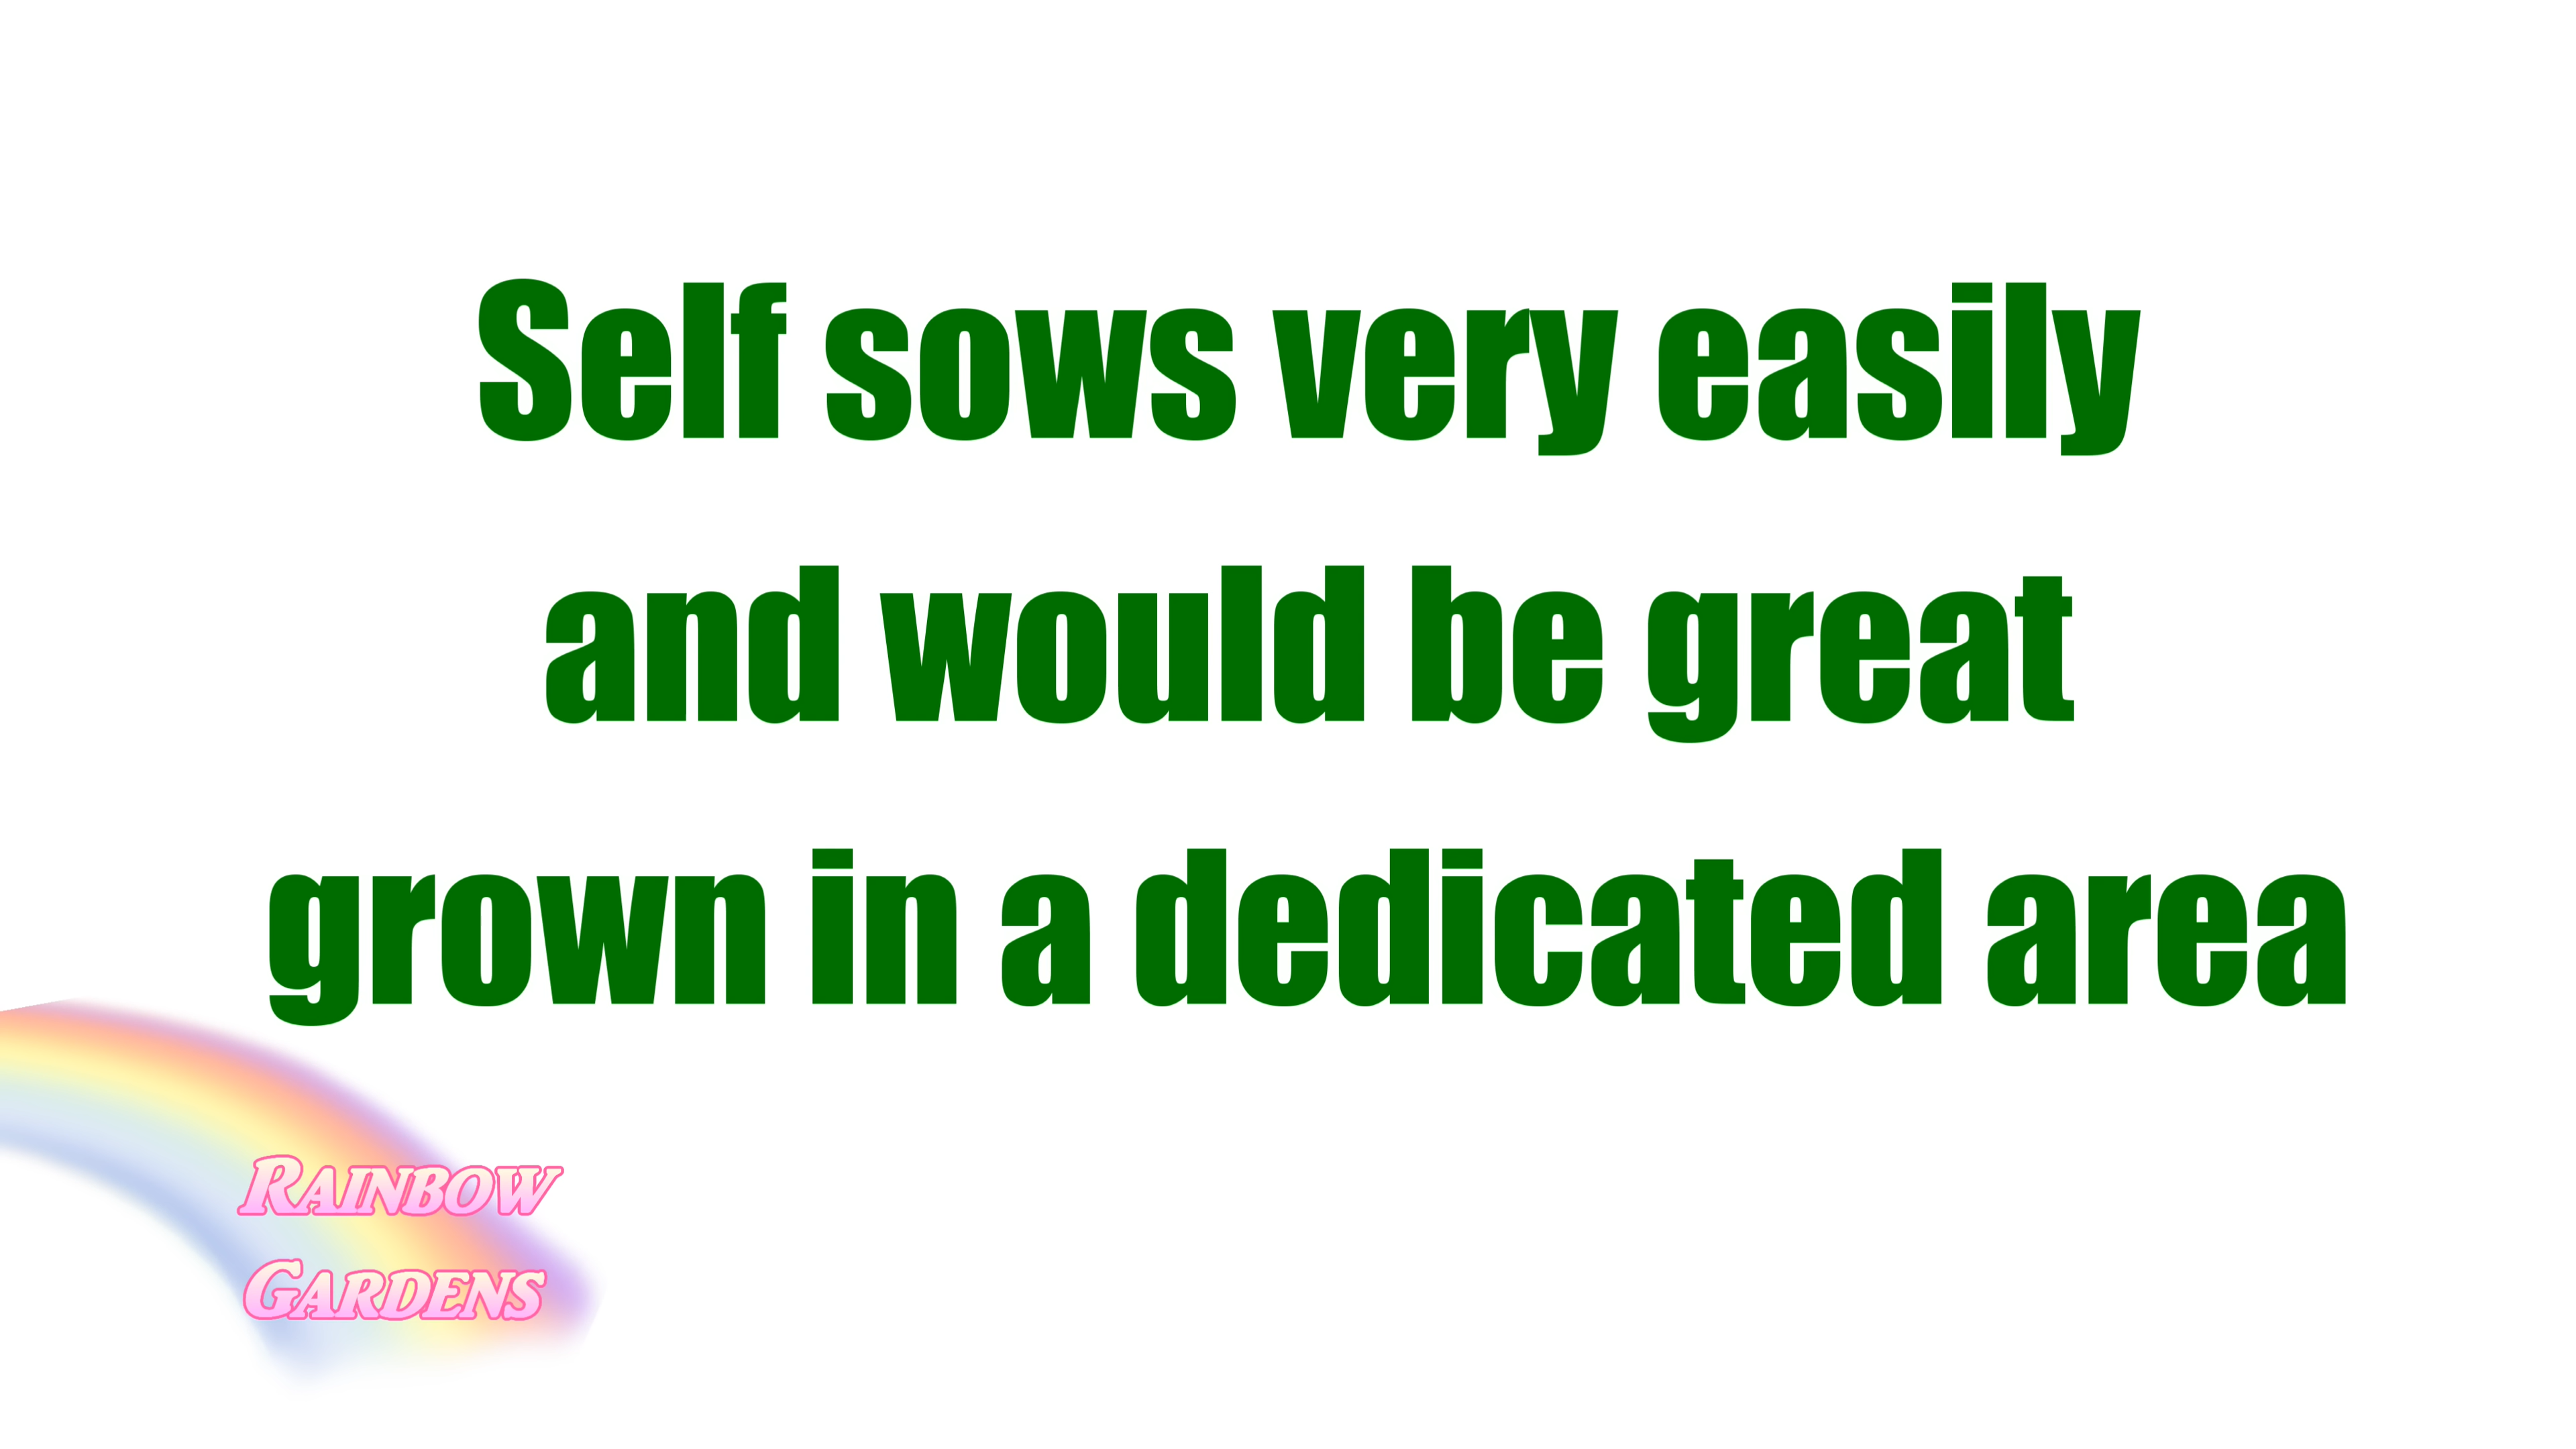 Self sows very easily
and would be great
grown in a dedicated area
RAINBOW
GARDENS